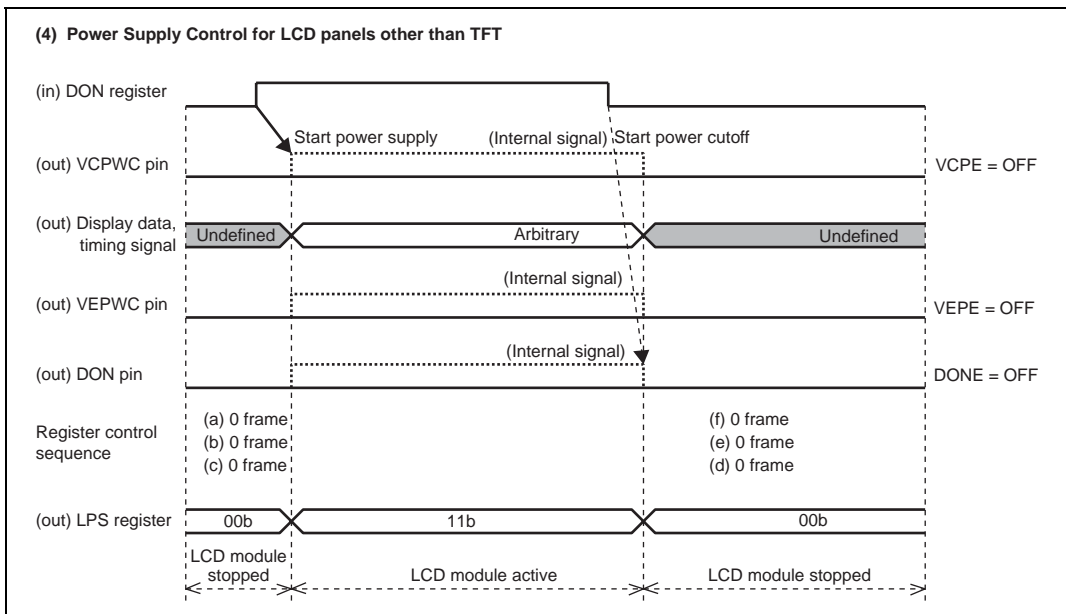 (4) Power Supply Control for LCD panels other than TFT
(in) DON register
Start power supply
(Internal signal)
Start power cutoff
(out) VCPWC pin
VCPE = OFF
(out) Display data,
timing signal
Undefined
Arbitrary
Undefined
(Internal signal)
(out) VEPWC pin
VEPE = OFF
(Internal signal)
(out) DON pin
DONE = OFF
Register control
sequence
(a) 0 frame
(b) 0 frame
(c) 0 frame
(f) 0 frame
(e) 0 frame
(d) 0 frame
(out) LPS register
00b
11b
00b
LCD module
stopped
LCD module active
LCD module stopped